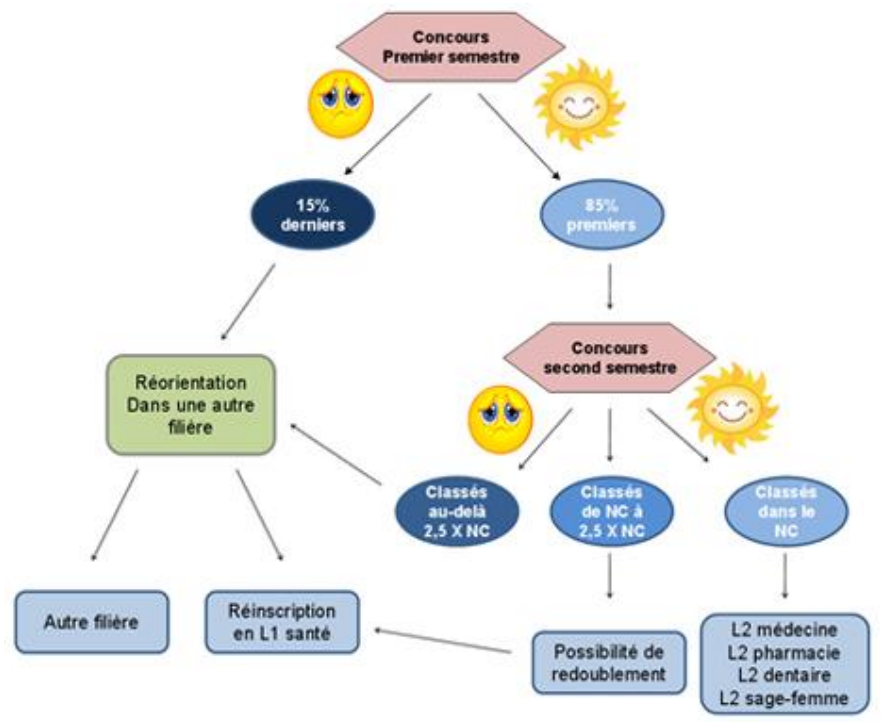 Concours
Premier semestre
15%
derniers
85%
premiers
Concours
second semestre
Réorientation
Dans une autre
filière
Classés
au-delà
2,5 X NC
Classés
de NC à
2,5 X NC
Classés
dans le
NC
Autre filière
Réinscription
en L1 santé
Possibilité de
redoublement
L2 médecine
L2 pharmacie
L2 dentaire
L2 sage-femme